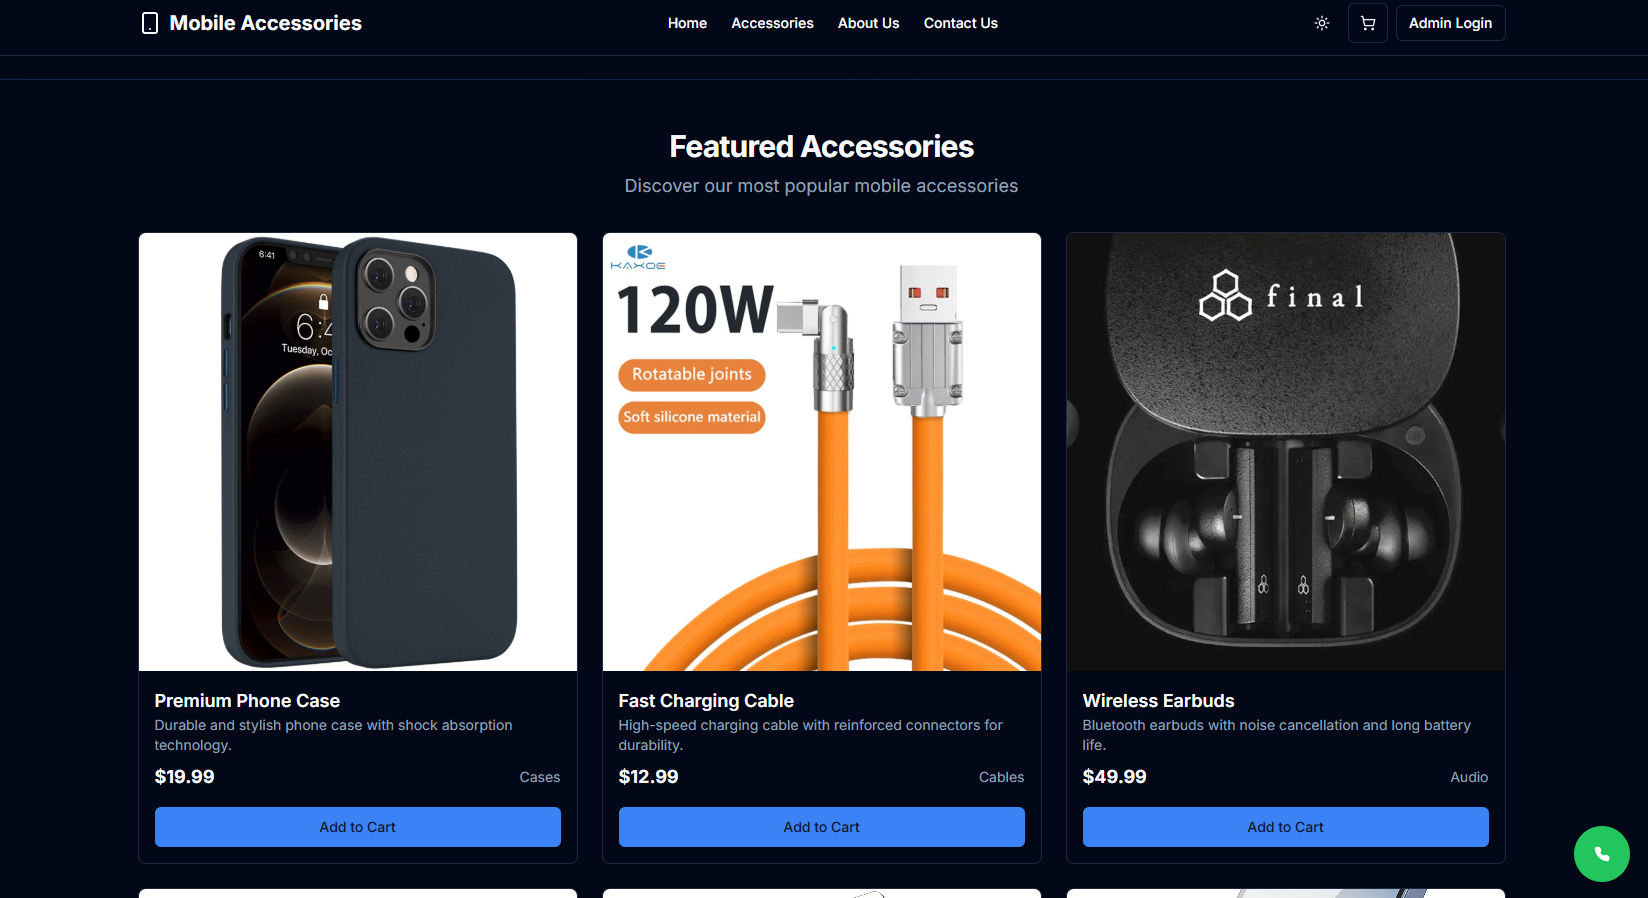 Mobile Accessories
Home
Accessories
About Us
Contact Us
Admin Login
Featured Accessories
Discover our most popular mobile accessories
6:41
Tuesday, Oc
KAXOE
120W
Rotatable joints
Soft silicone material
final
Premium Phone Case
Durable and stylish phone case with shock absorption
technology.
$19.99
Cases
Add to Cart
Fast Charging Cable
High-speed charging cable with reinforced connectors for
durability.
$12.99
Cables
Add to Cart
Wireless Earbuds
Bluetooth earbuds with noise cancellation and long battery
life.
$49.99
Audio
Add to Cart